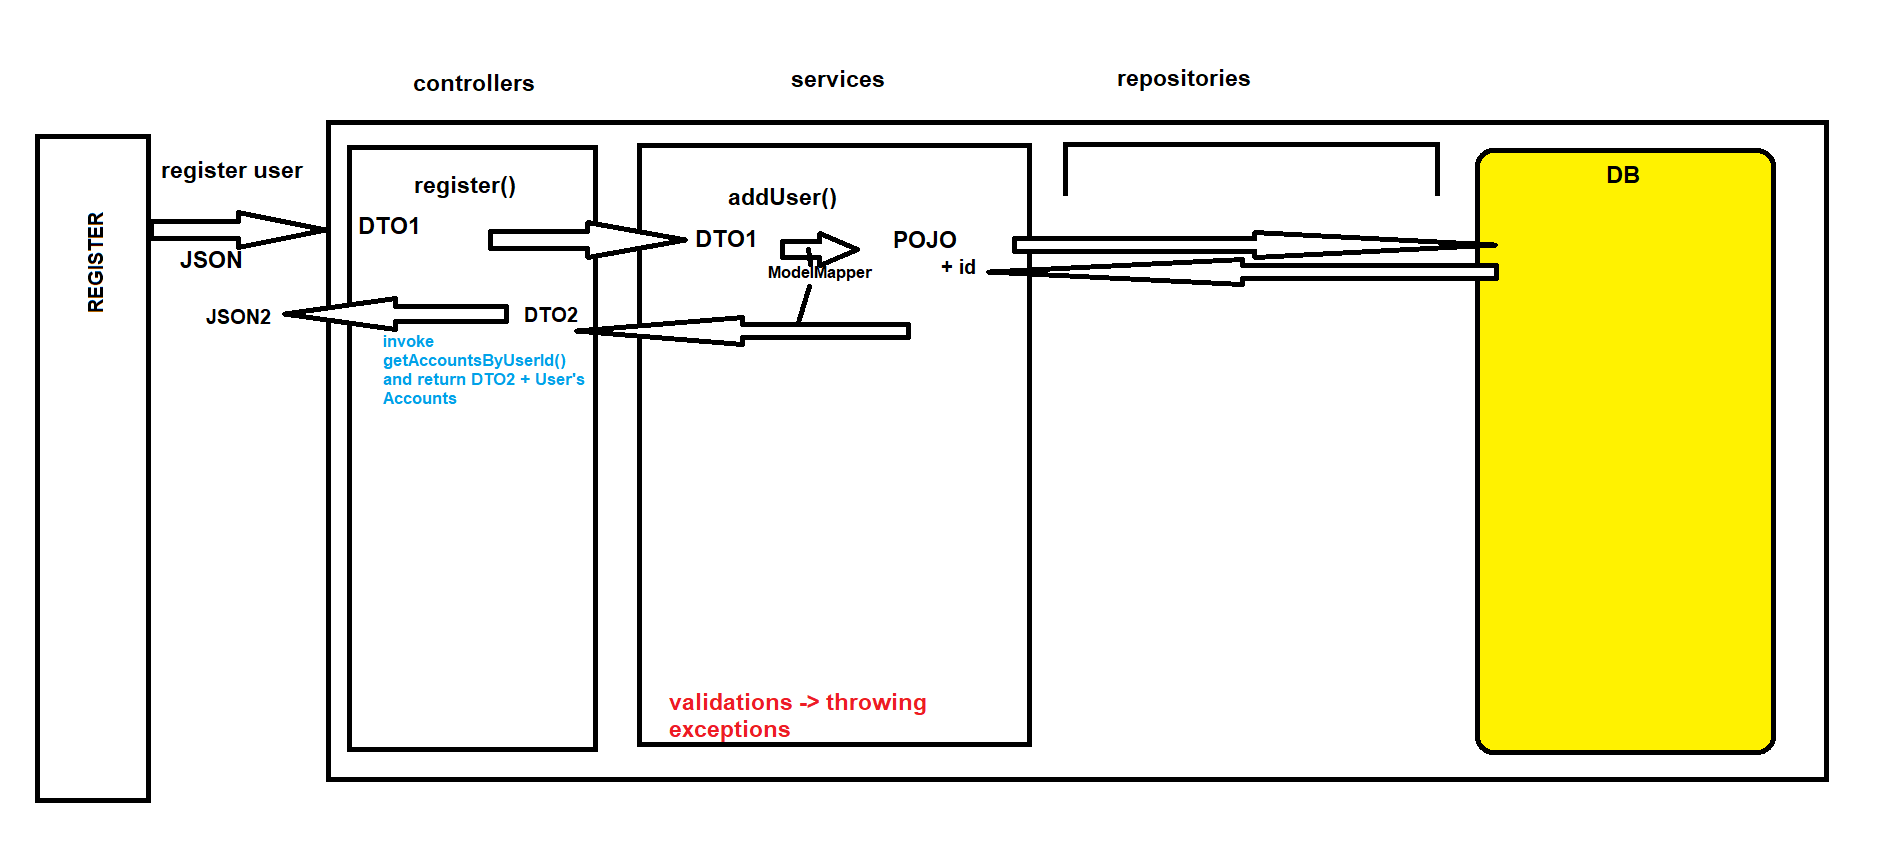 controllers
services
repositories
REGISTER
register user
JSON
JSON2
register()
DTO1
DTO2
invoke
getAccountsByUserId()
and return DTO2 + User's
Accounts
addUser()
DTO1
ModelMapper
POJO
+ id
validations -> throwing
exceptions
DB